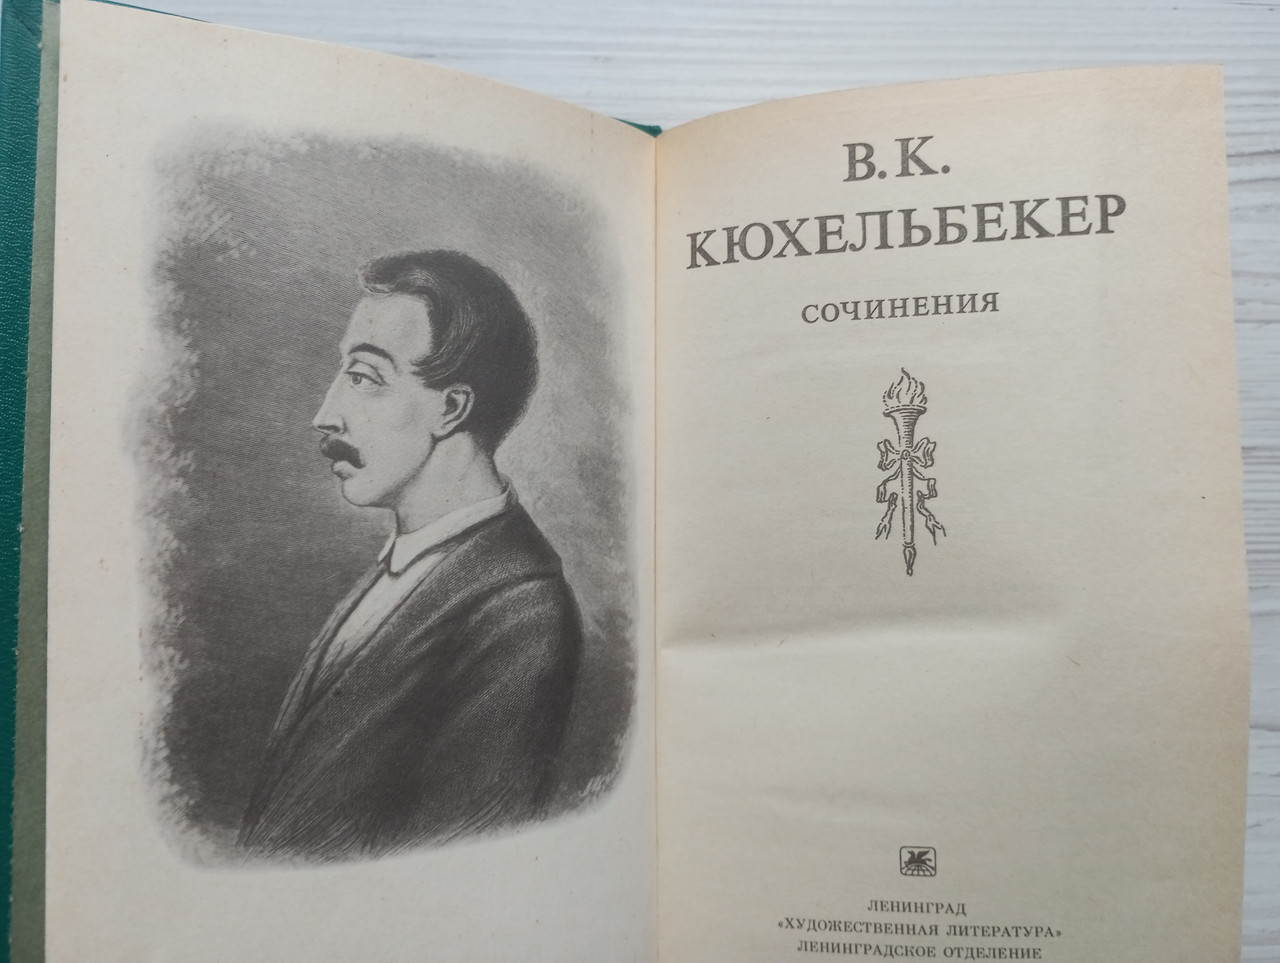 В. К.
КЮХЕЛЬБЕКЕР
СОЧИНЕНИЯ
ЛЕНИНГРАД
«ХУДОЖЕСТВЕННАЯ ЛИТЕРАТУРА»
ЛЕНИНГРАДСКОЕ ОТДЕЛЕНИЕ